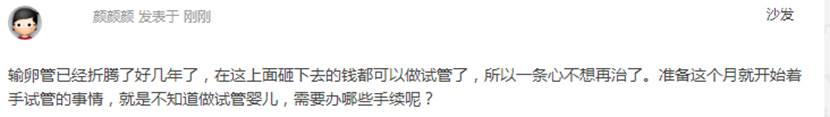 颜颜颜 发表于 刚刚 沙发
输卵管已经折腾了好几年了，在这上面砸下去的钱都可以做试管了，所以一条心不想再治了。准备这个月就开始着
手试管的事情，就是不知道做试管婴儿，需要办哪些手续呢？